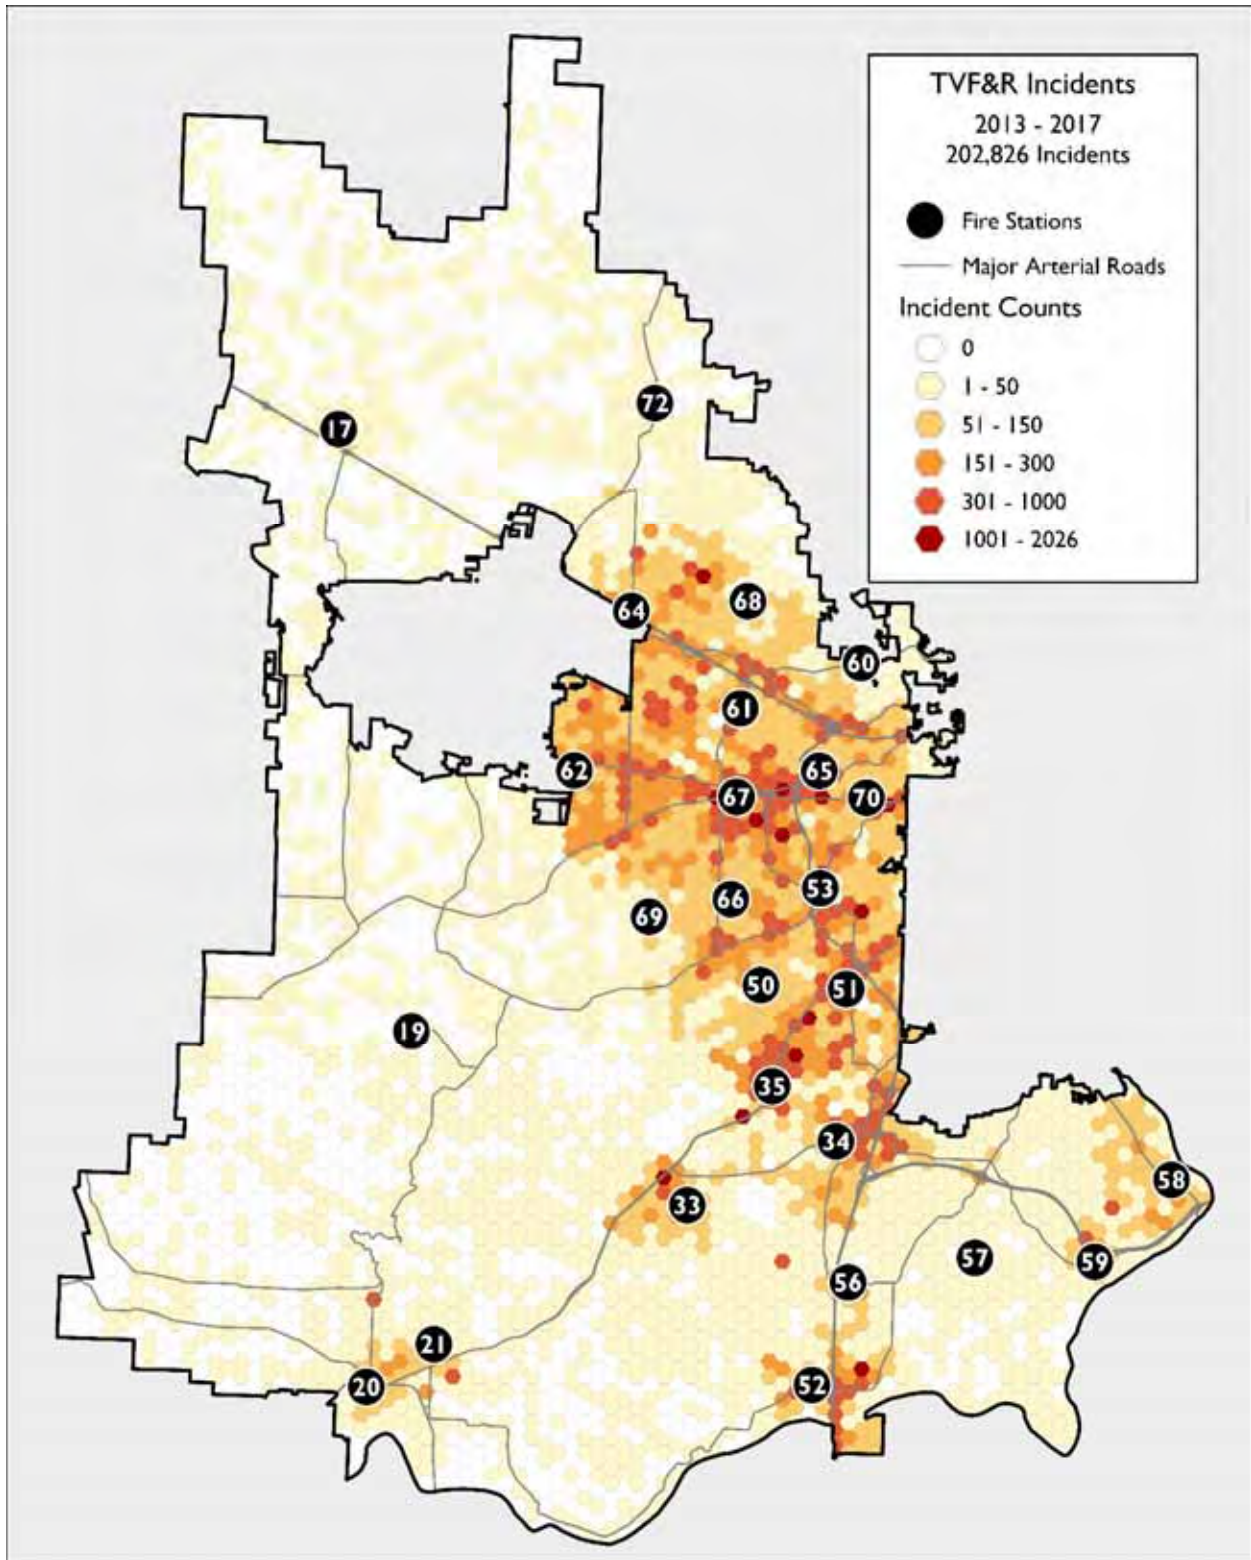 TVF&R Incidents
2013 - 2017
202,826 Incidents
Fire Stations
Major Arterial Roads
Incident Counts
0
1 - 50
51 - 150
151 - 300
301 - 1000
1001 - 2026
72
17
68
64
60
61
62
65
67
70
53
66
69
50
51
19
35
34
58
33
57
59
56
21
52
20